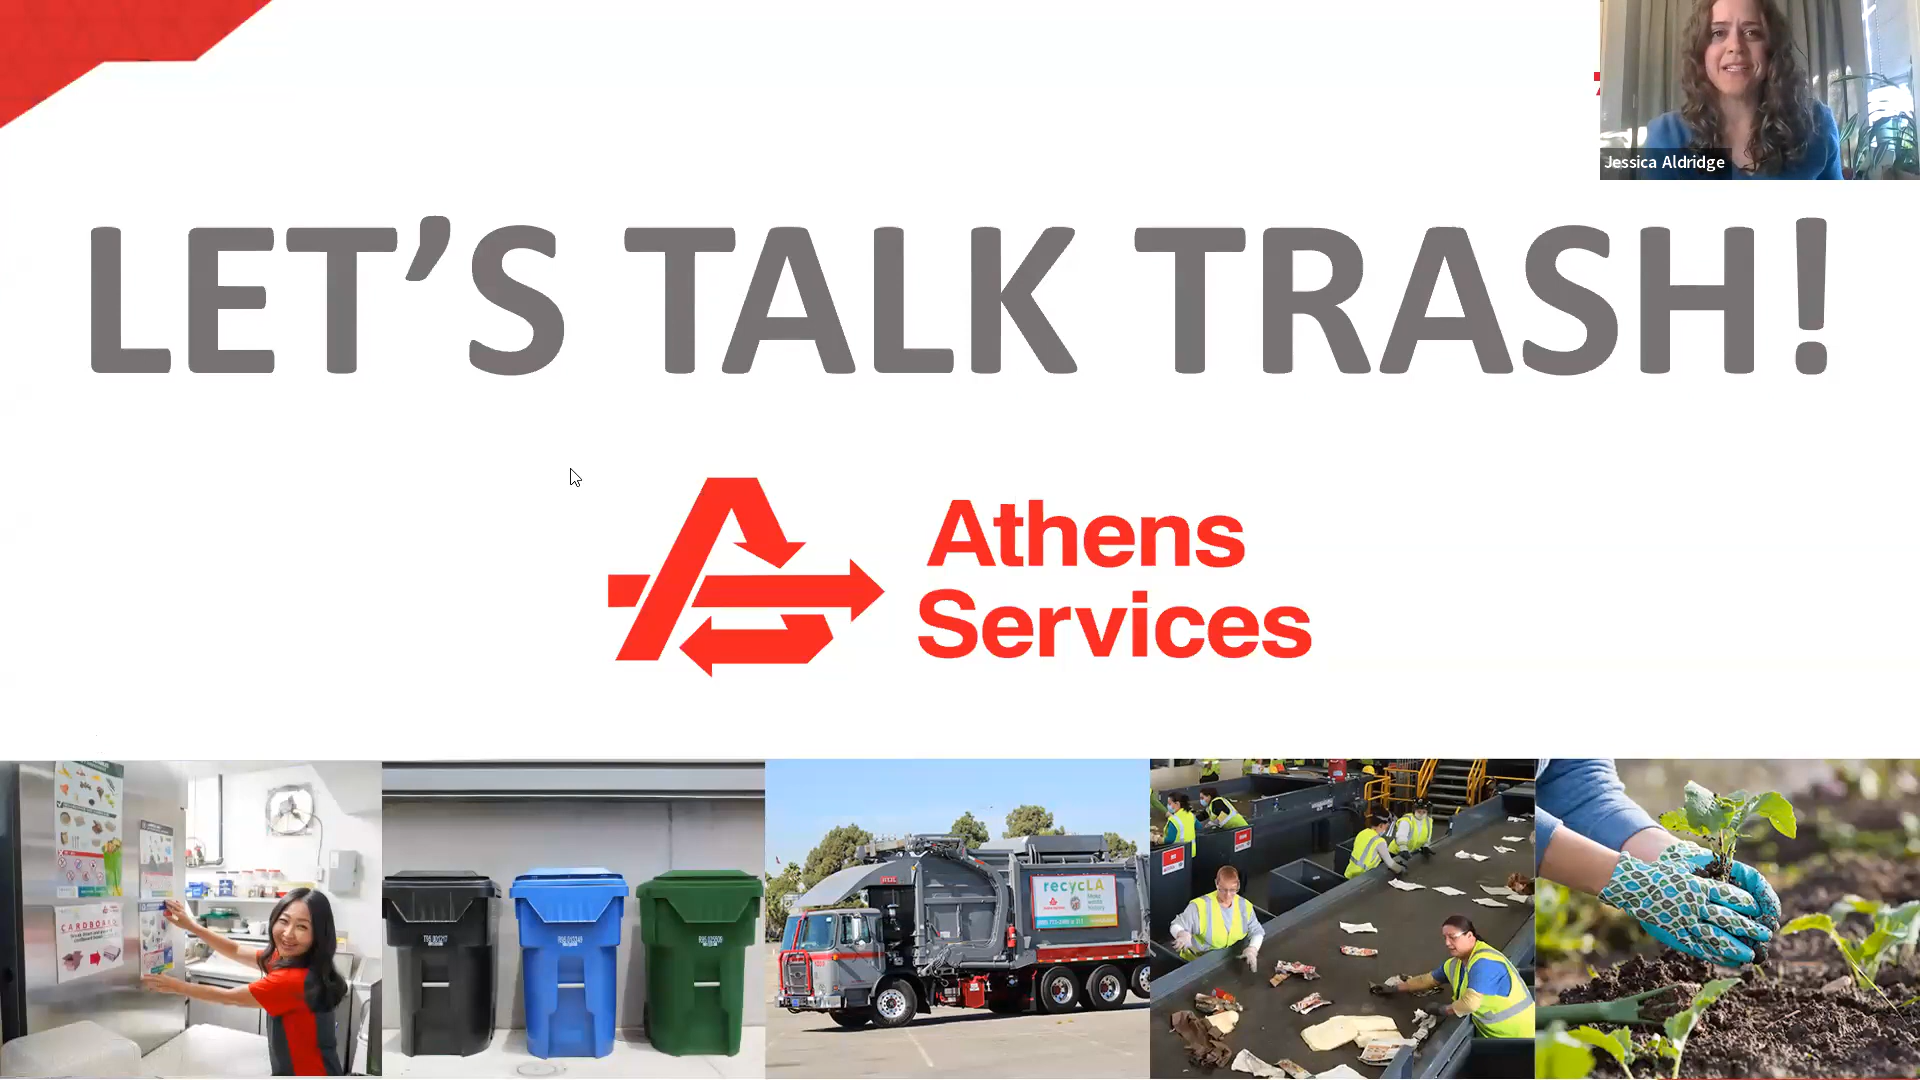 Jessica Aldridge
LET’S TALK TRASH!
Athens
Services
CARDBOARD
recycLA